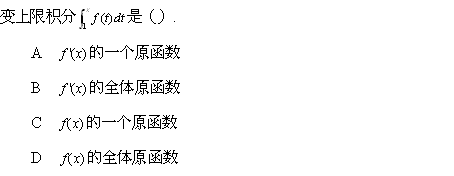 变上限积分∫₁ˣ f(t)dt是（）.
A f'(x)的一个原函数
B f'(x)的全体原函数
C f(x)的一个原函数
D f(x)的全体原函数